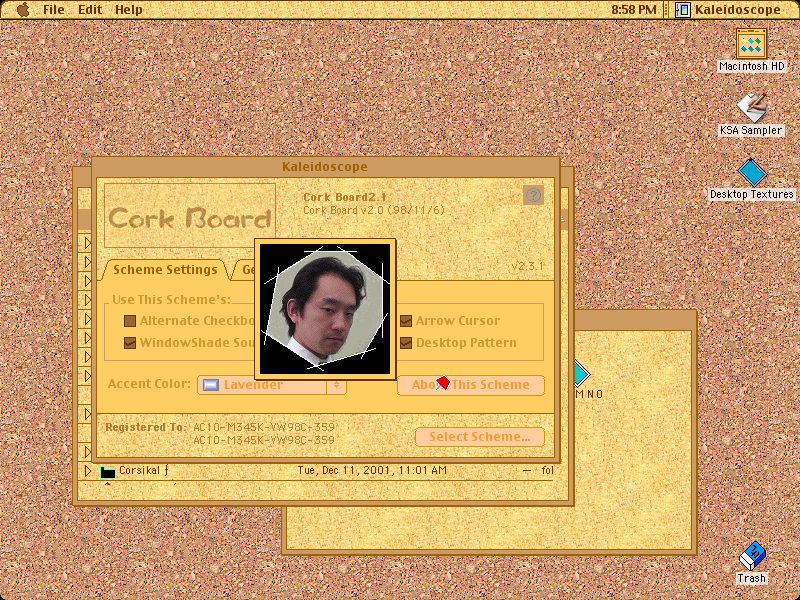 File Edit Help
8:58 PM Kaleidoscope
Macintosh HD
KSA Sampler
Desktop Textures
Kaleidoscope
Cork Board
Cork Board2.1
Cork Board v2.0 (98/11/6)
?
v2.3.1
Scheme Settings
Ge
Use This Scheme's:
Alternate Checkbo
Arrow Cursor
WindowShade Sou
Desktop Pattern
Accent Color:
Lavender
About This Scheme
Registered To: AC10-M345K-VW98C-359
AC10-M345K-VW98C-359
Select Scheme...
M N O
Corsikal ƒ
Tue, Dec 11, 2001, 11:01 AM
— fol
Trash